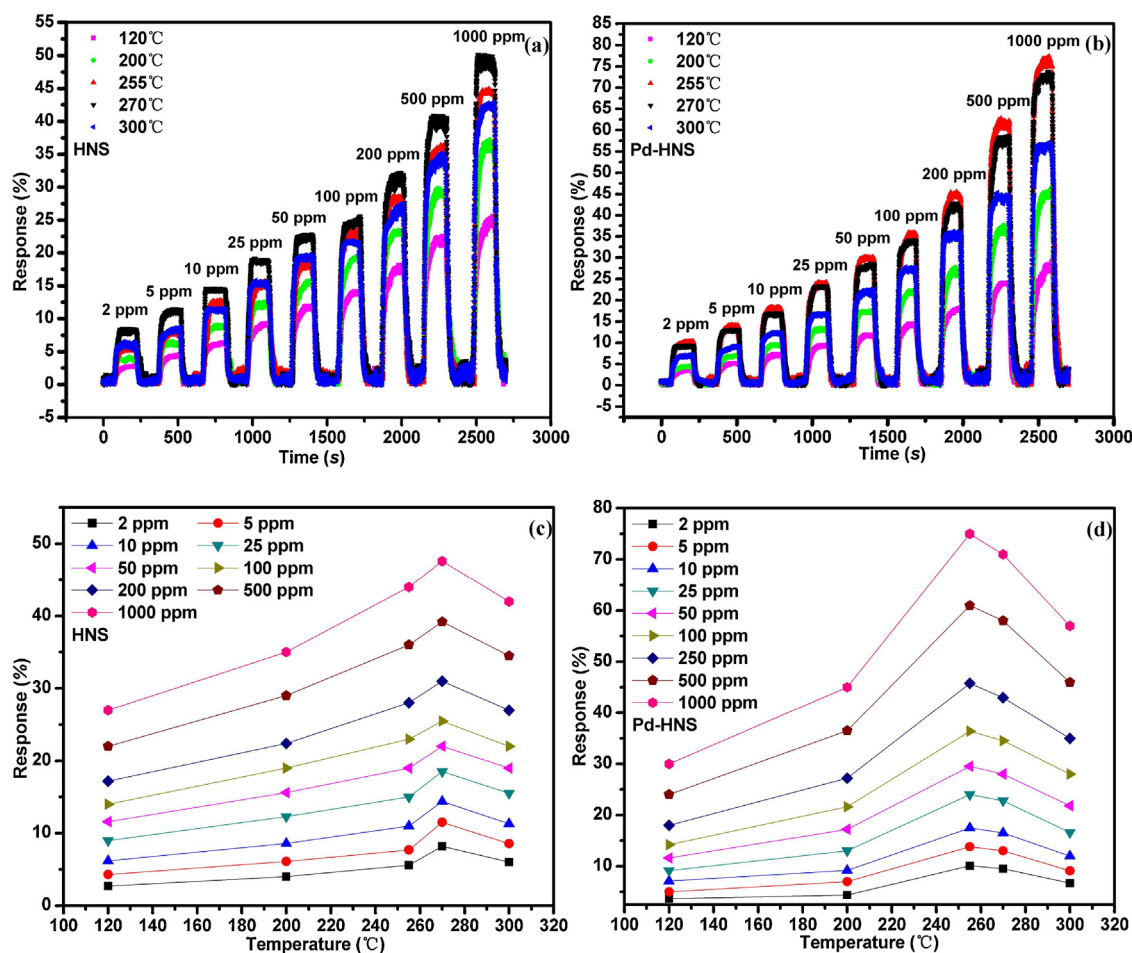 55
50
45
40
35
30
25
20
15
10
5
0
-5
Response (%)
120℃
200℃
255℃
270℃
300℃
HNS
2 ppm
5 ppm
10 ppm
25 ppm
50 ppm
100 ppm
200 ppm
500 ppm
1000 ppm
(a)
0 500 1000 1500 2000 2500 3000
Time (s)
85
80
75
70
65
60
55
50
45
40
35
30
25
20
15
10
5
0
-5
Response (%)
120℃
200℃
255℃
270℃
300℃
Pd-HNS
2 ppm
5 ppm
10 ppm
25 ppm
50 ppm
100 ppm
200 ppm
500 ppm
1000 ppm
(b)
0 500 1000 1500 2000 2500 3000
Time (s)
50
40
30
20
10
0
Response (%)
2 ppm 5 ppm
10 ppm 25 ppm
50 ppm 100 ppm
200 ppm 500 ppm
1000 ppm
HNS
(c)
100 120 140 160 180 200 220 240 260 280 300 320
Temperature (℃)
80
70
60
50
40
30
20
10
Response (%)
2 ppm
5 ppm
10 ppm
25 ppm
50 ppm
100 ppm
250 ppm
500 ppm
1000 ppm
Pd-HNS
(d)
100 120 140 160 180 200 220 240 260 280 300 320
Temperature (℃)